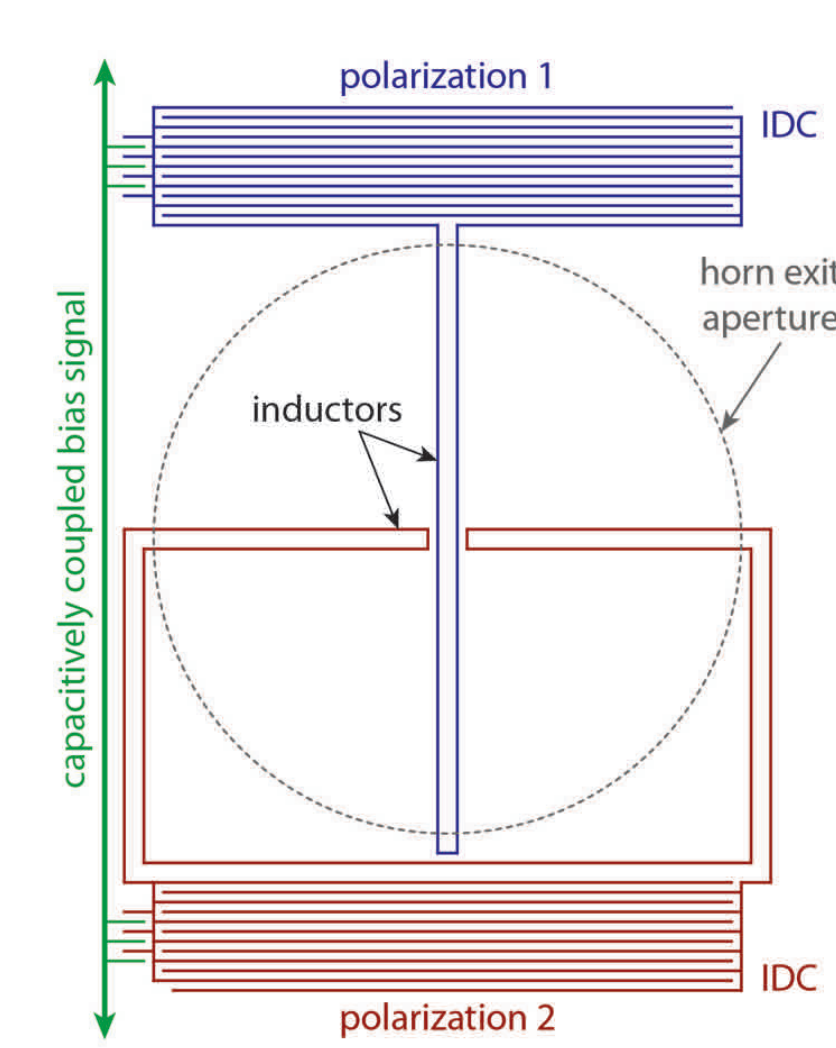 polarization 1
IDC
horn exit
aperture
inductors
capacitively coupled bias signal
IDC
polarization 2